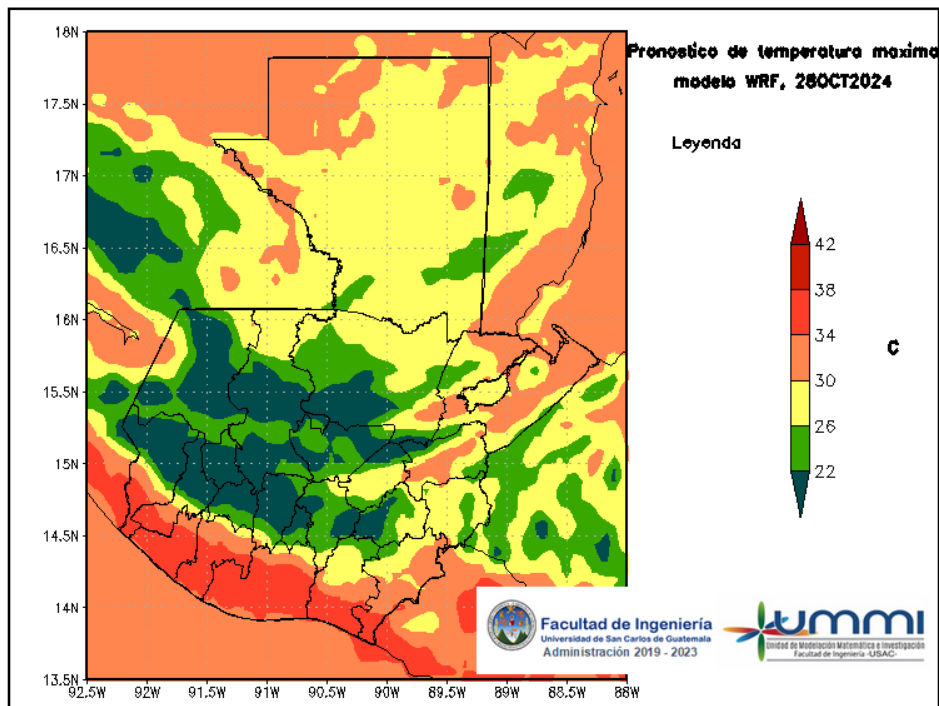 Pronostico de temperatura maxima
modelo WRF, 28OCT2024
Leyenda
18N
17.5N
17N
16.5N
16N
15.5N
15N
14.5N
14N
13.5N
92.5W 92W 91.5W 91W 90.5W 90W 89.5W 89W 88.5W 88W
42
38
34
30
26
22
C
Facultad de Ingeniería
Universidad de San Carlos de Guatemala
Administración 2019 - 2023
UMMI
Unidad de Modelación Matemática e Investigación
Facultad de Ingeniería -USAC-